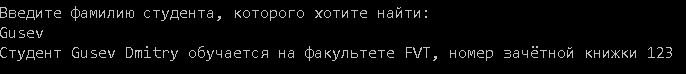 Введите фамилию студента, которого хотите найти:
Gusev
Студент Gusev Dmitry обучается на факультете FVT, номер зачётной книжки 123